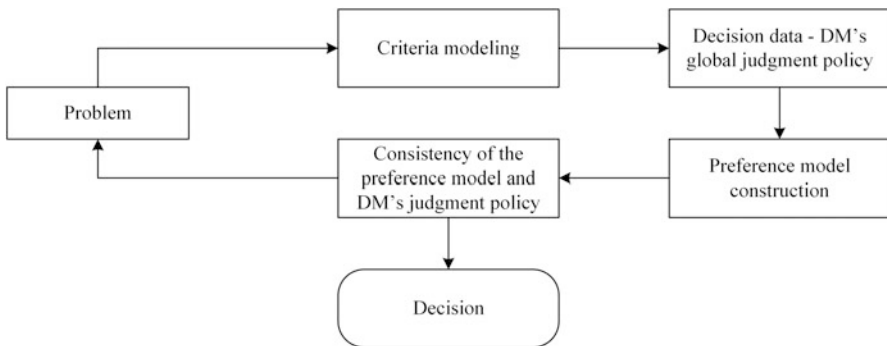 Criteria modeling
Decision data - DM's
global judgment policy
Problem
Consistency of the
preference model and
DM's judgment policy
Preference model
construction
Decision